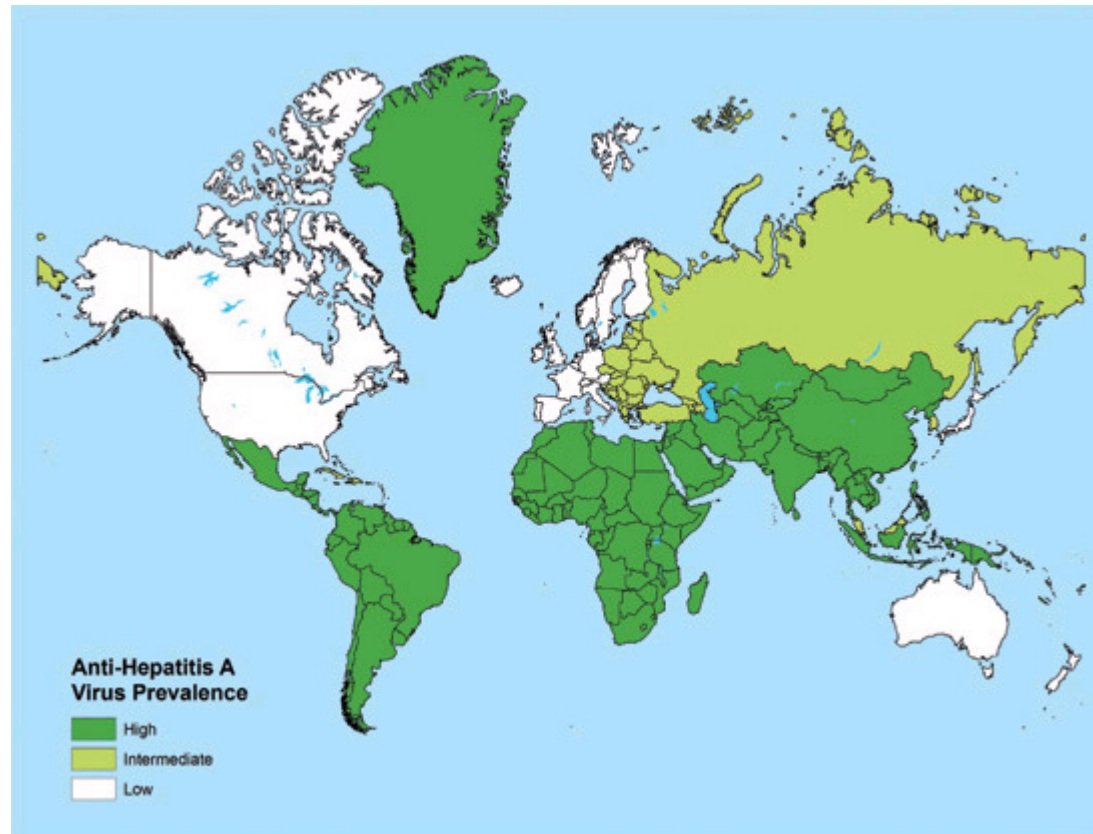 Anti-Hepatitis A
Virus Prevalence
High
Intermediate
Low